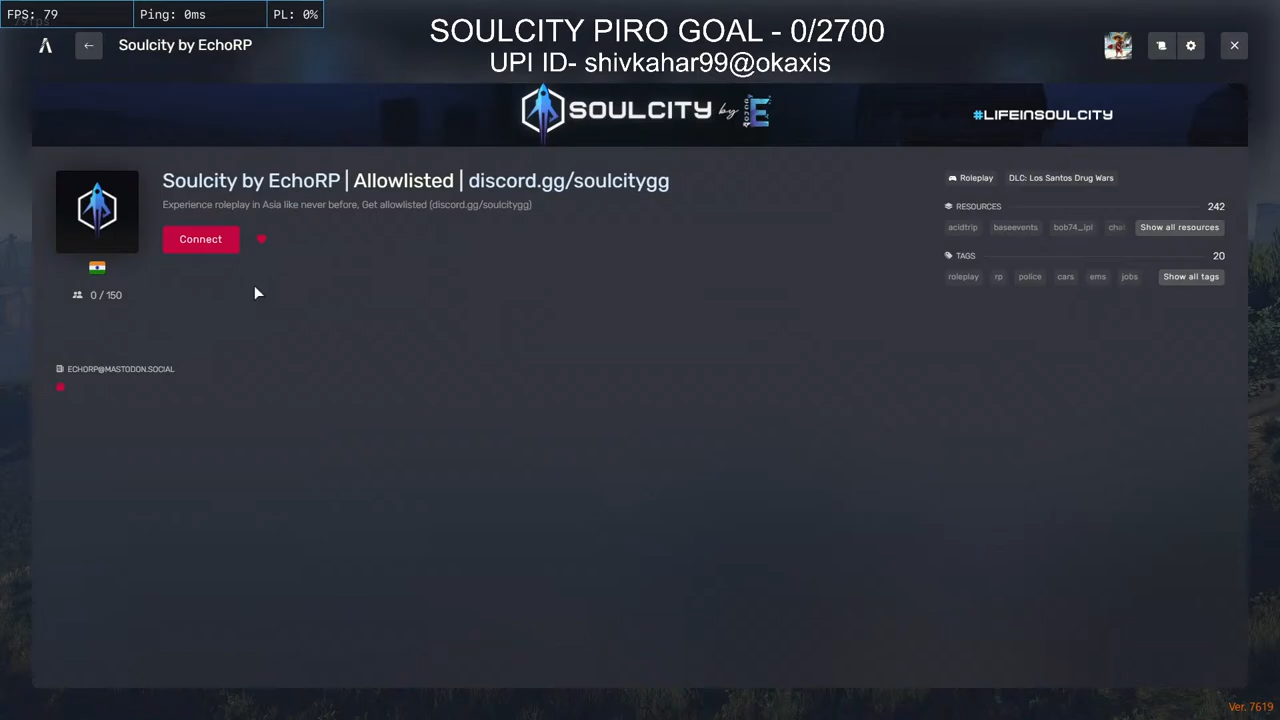 FPS: 79
Ping: 0ms
PL: 0%
Soulcity by EchoRP
SOULCITY PIRO GOAL - 0/2700
UPI ID- shivkahar99@okaxis
SOULCITY by E
#LIFEINSOULCITY
Soulcity by EchoRP | Allowlisted | discord.gg/soulcitygg
Experience roleplay in Asia like never before, Get allowlisted (discord.gg/soulcitygg)
Connect
0 / 150
ECHORP@MASTODON.SOCIAL
Roleplay
DLC: Los Santos Drug Wars
RESOURCES 242
acidtrip baseevents bob74_ipl chat Show all resources
TAGS 20
roleplay rp police cars ems jobs Show all tags
Ver. 7619